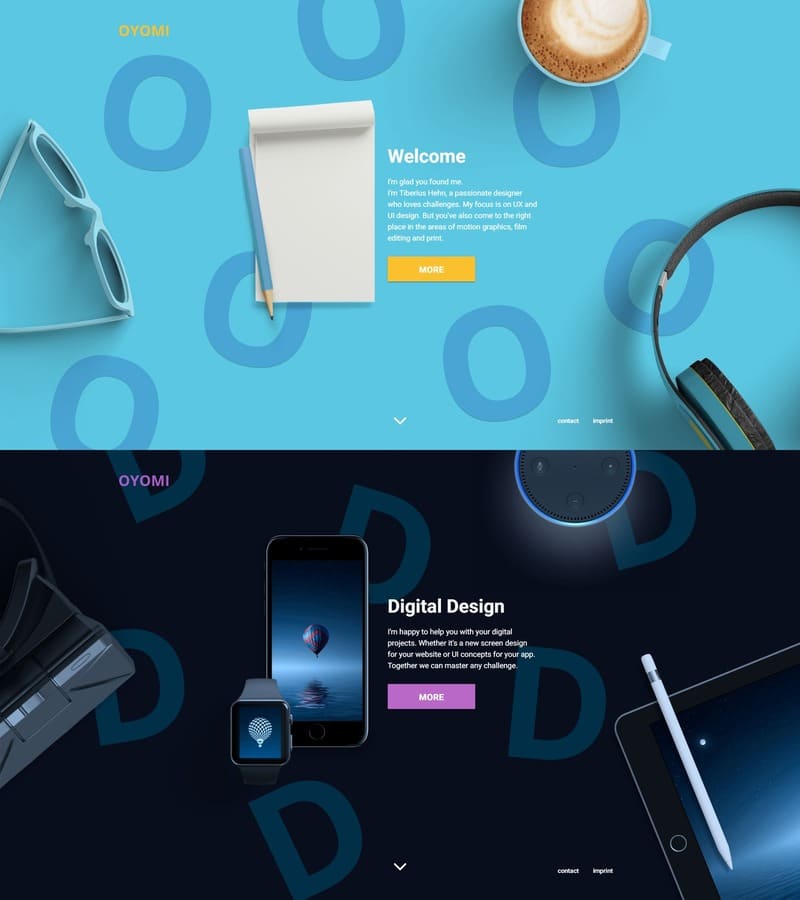 OYOMI
O
O
O
O
O
O
O
Welcome
I'm glad you found me.
I'm Tiberius Hehn, a passionate designer
who loves challenges. My focus is on UX and
UI design. But you've also come to the right
place in the areas of motion graphics, film
editing and print.
MORE
contact imprint
OYOMI
D
D
D
D
D
D
Digital Design
I'm happy to help you with your digital
projects. Whether it's a new screen design
for your website or UI concepts for your app.
Together we can master any challenge.
MORE
contact imprint